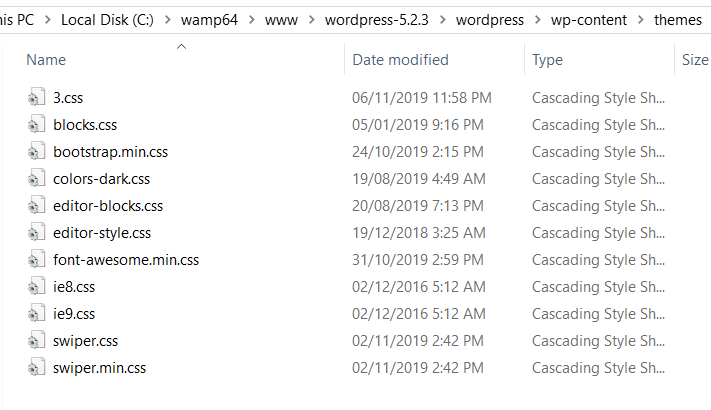 his PC > Local Disk (C:) > wamp64 > www > wordpress-5.2.3 > wordpress > wp-content > themes
Name Date modified Type Size
3.css 06/11/2019 11:58 PM Cascading Style Sh...
blocks.css 05/01/2019 9:16 PM Cascading Style Sh...
bootstrap.min.css 24/10/2019 2:15 PM Cascading Style Sh...
colors-dark.css 19/08/2019 4:49 AM Cascading Style Sh...
editor-blocks.css 20/08/2019 7:13 PM Cascading Style Sh...
editor-style.css 19/12/2018 3:25 AM Cascading Style Sh...
font-awesome.min.css 31/10/2019 2:59 PM Cascading Style Sh...
ie8.css 02/12/2016 5:12 AM Cascading Style Sh...
ie9.css 02/12/2016 5:12 AM Cascading Style Sh...
swiper.css 02/11/2019 2:42 PM Cascading Style Sh...
swiper.min.css 02/11/2019 2:42 PM Cascading Style Sh...